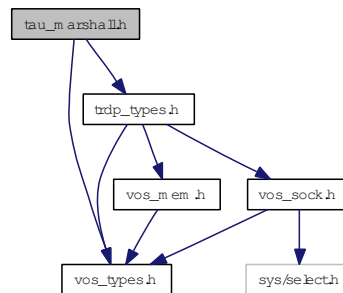 tau_marshall.h
trdp_types.h
vos_mem.h
vos_sock.h
vos_types.h
sys/select.h